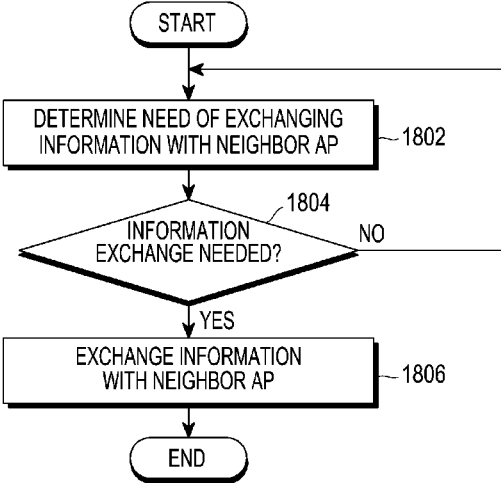 START
DETERMINE NEED OF EXCHANGING
INFORMATION WITH NEIGHBOR AP
1802
1804
INFORMATION
EXCHANGE NEEDED?
NO
YES
EXCHANGE INFORMATION
WITH NEIGHBOR AP
1806
END